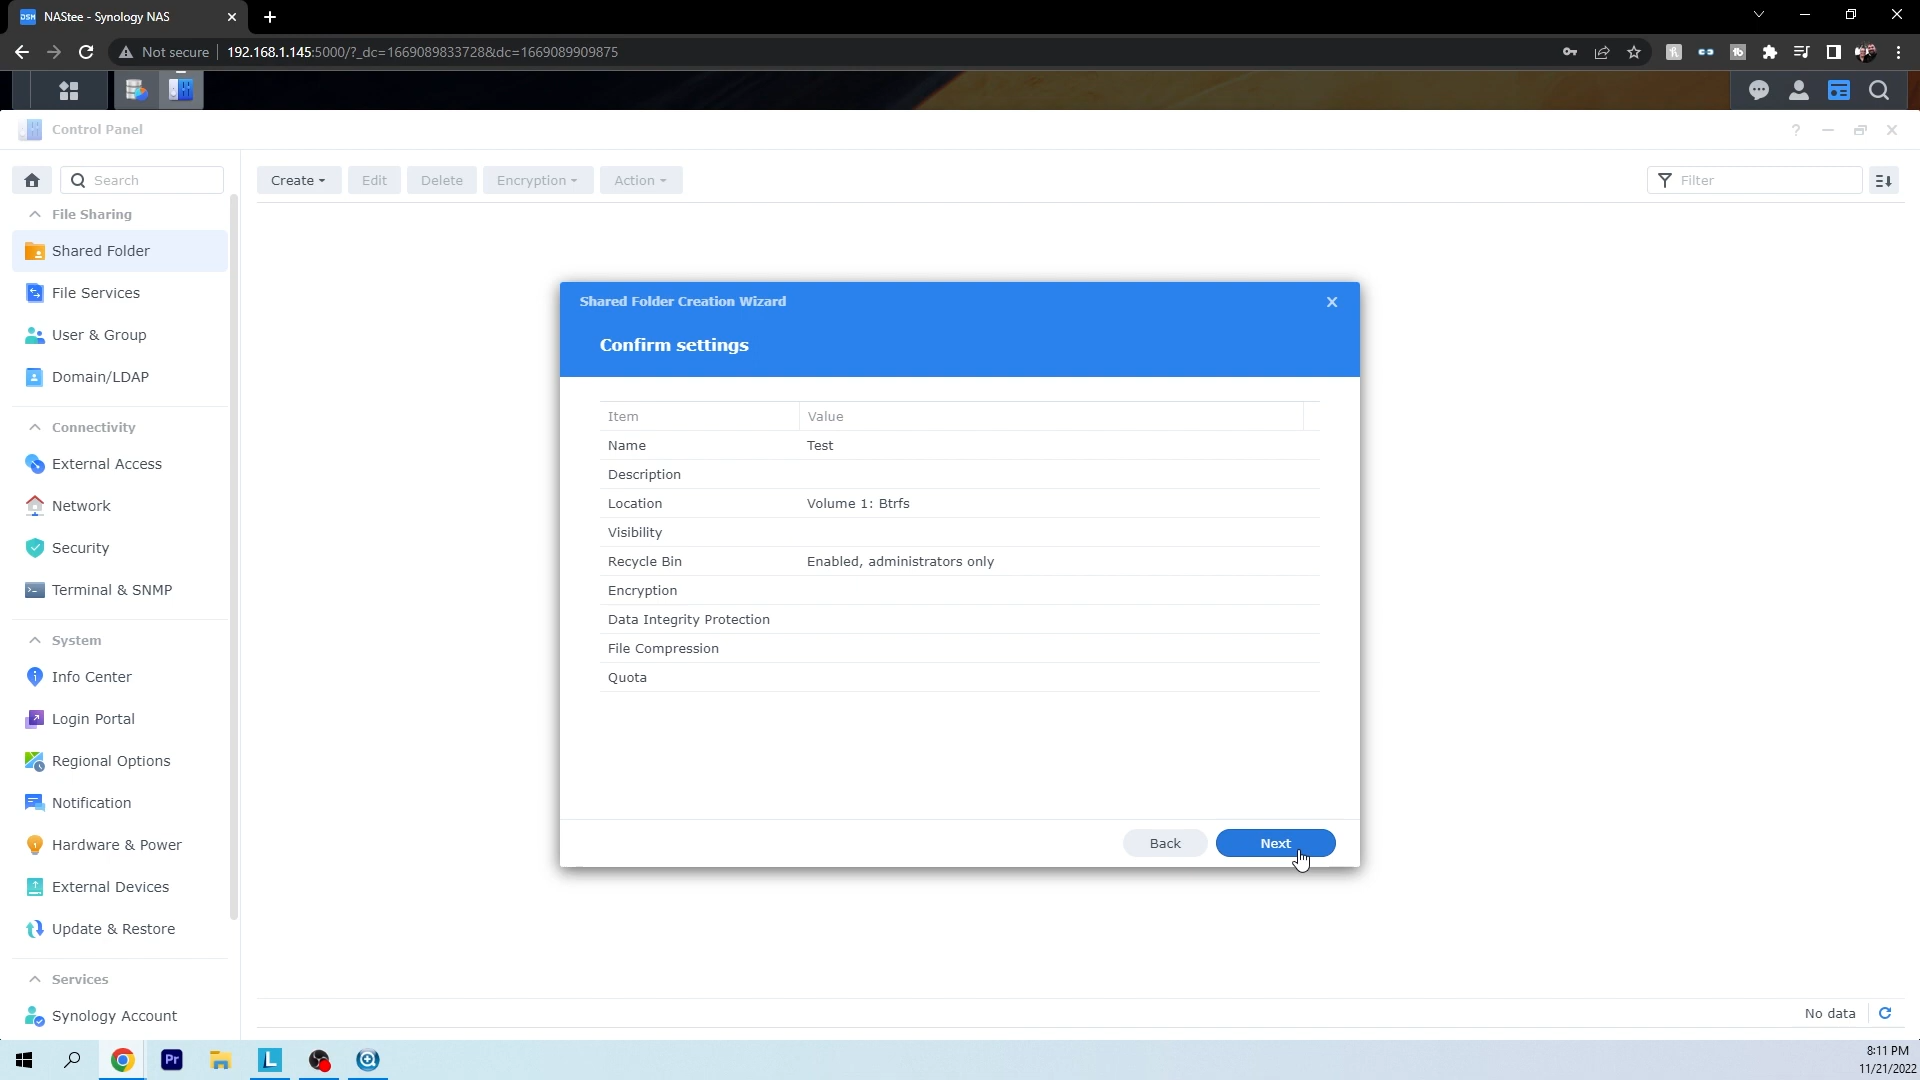 NAStee - Synology NAS
Not secure
192.168.1.145:5000/?_dc=1669089833728&dc=1669089909875
Control Panel
Search
File Sharing
Shared Folder
File Services
User & Group
Domain/LDAP
Connectivity
External Access
Network
Security
Terminal & SNMP
System
Info Center
Login Portal
Regional Options
Notification
Hardware & Power
External Devices
Update & Restore
Services
Synology Account
Create
Edit
Delete
Encryption
Action
Filter
Shared Folder Creation Wizard
Confirm settings
Item Value
Name Test
Description
Location Volume 1: Btrfs
Visibility
Recycle Bin Enabled, administrators only
Encryption
Data Integrity Protection
File Compression
Quota
Back
Next
No data
Pr
L
8:11 PM
11/21/2022